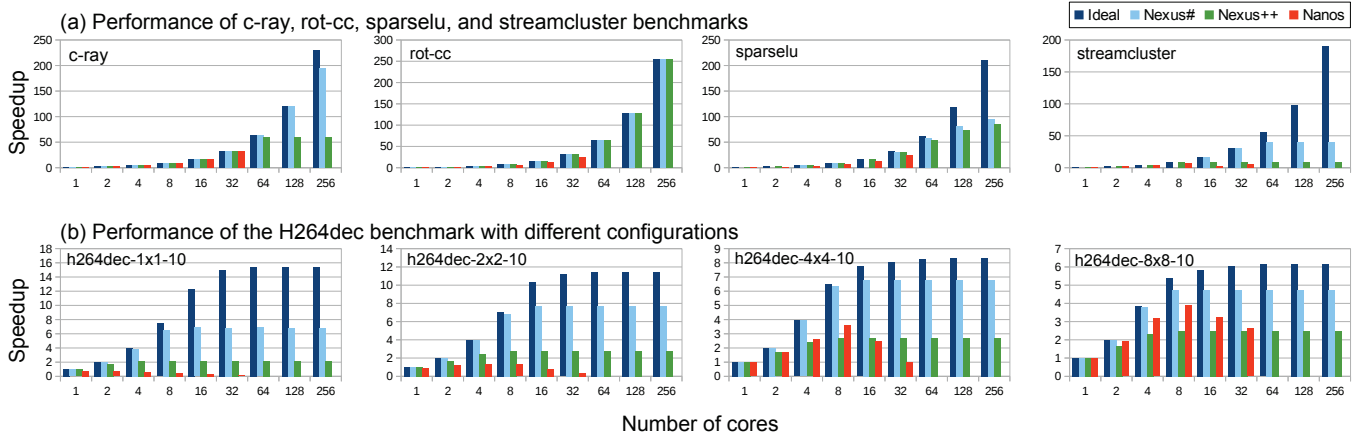 (a) Performance of c-ray, rot-cc, sparselu, and streamcluster benchmarks
Ideal Nexus# Nexus++ Nanos
Speedup
c-ray
250
200
150
100
50
0
1 2 4 8 16 32 64 128 256
rot-cc
300
250
200
150
100
50
0
1 2 4 8 16 32 64 128 256
sparselu
250
200
150
100
50
0
1 2 4 8 16 32 64 128 256
streamcluster
200
150
100
50
0
1 2 4 8 16 32 64 128 256
(b) Performance of the H264dec benchmark with different configurations
Speedup
h264dec-1x1-10
18
16
14
12
10
8
6
4
2
0
1 2 4 8 16 32 64 128 256
h264dec-2x2-10
14
12
10
8
6
4
2
0
1 2 4 8 16 32 64 128 256
h264dec-4x4-10
9
8
7
6
5
4
3
2
1
0
1 2 4 8 16 32 64 128 256
h264dec-8x8-10
7
6
5
4
3
2
1
0
1 2 4 8 16 32 64 128 256
Number of cores